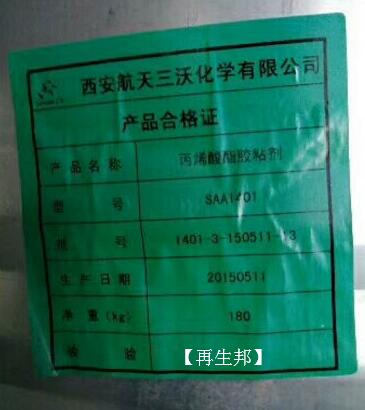 西安航天三沃化学有限公司
产品合格证
产品名称 丙烯酸酯胶粘剂
型号 SAA1401
批号 1401-3-150511-13
生产日期 20150511
净重(kg) 180
检验 【再生邦】